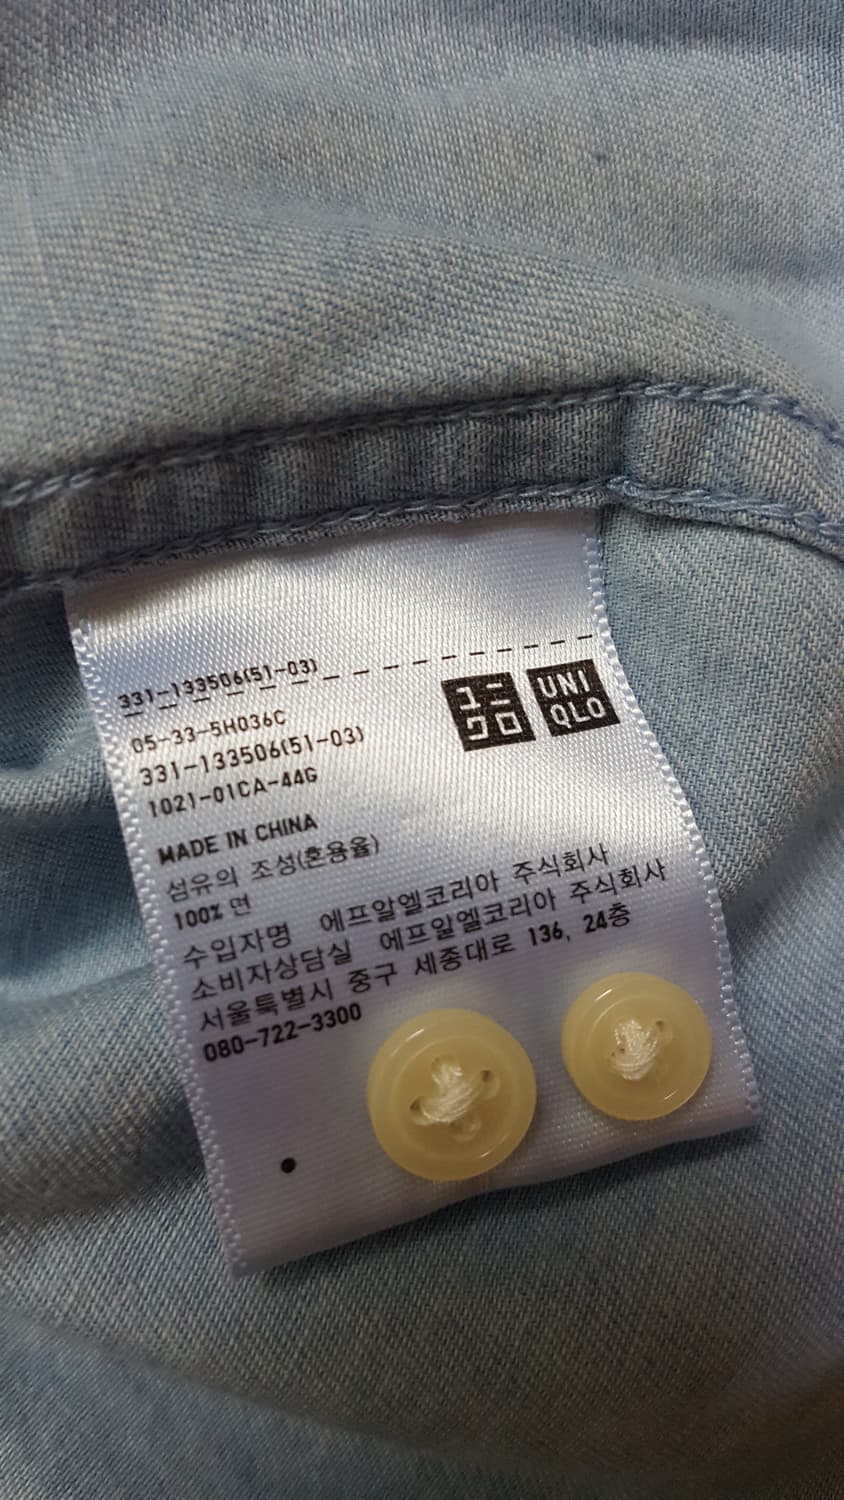 331-133506(51-03)
ユニクロ
UNIQLO
05-33-5H036C
331-133506(51-03)
1021-01CA-44G
MADE IN CHINA
섬유의 조성(혼용율)
100% 면
수입자명 에프알엘코리아 주식회사
소비자상담실 에프알엘코리아 주식회사
서울특별시 중구 세종대로 136, 24층
080-722-3300